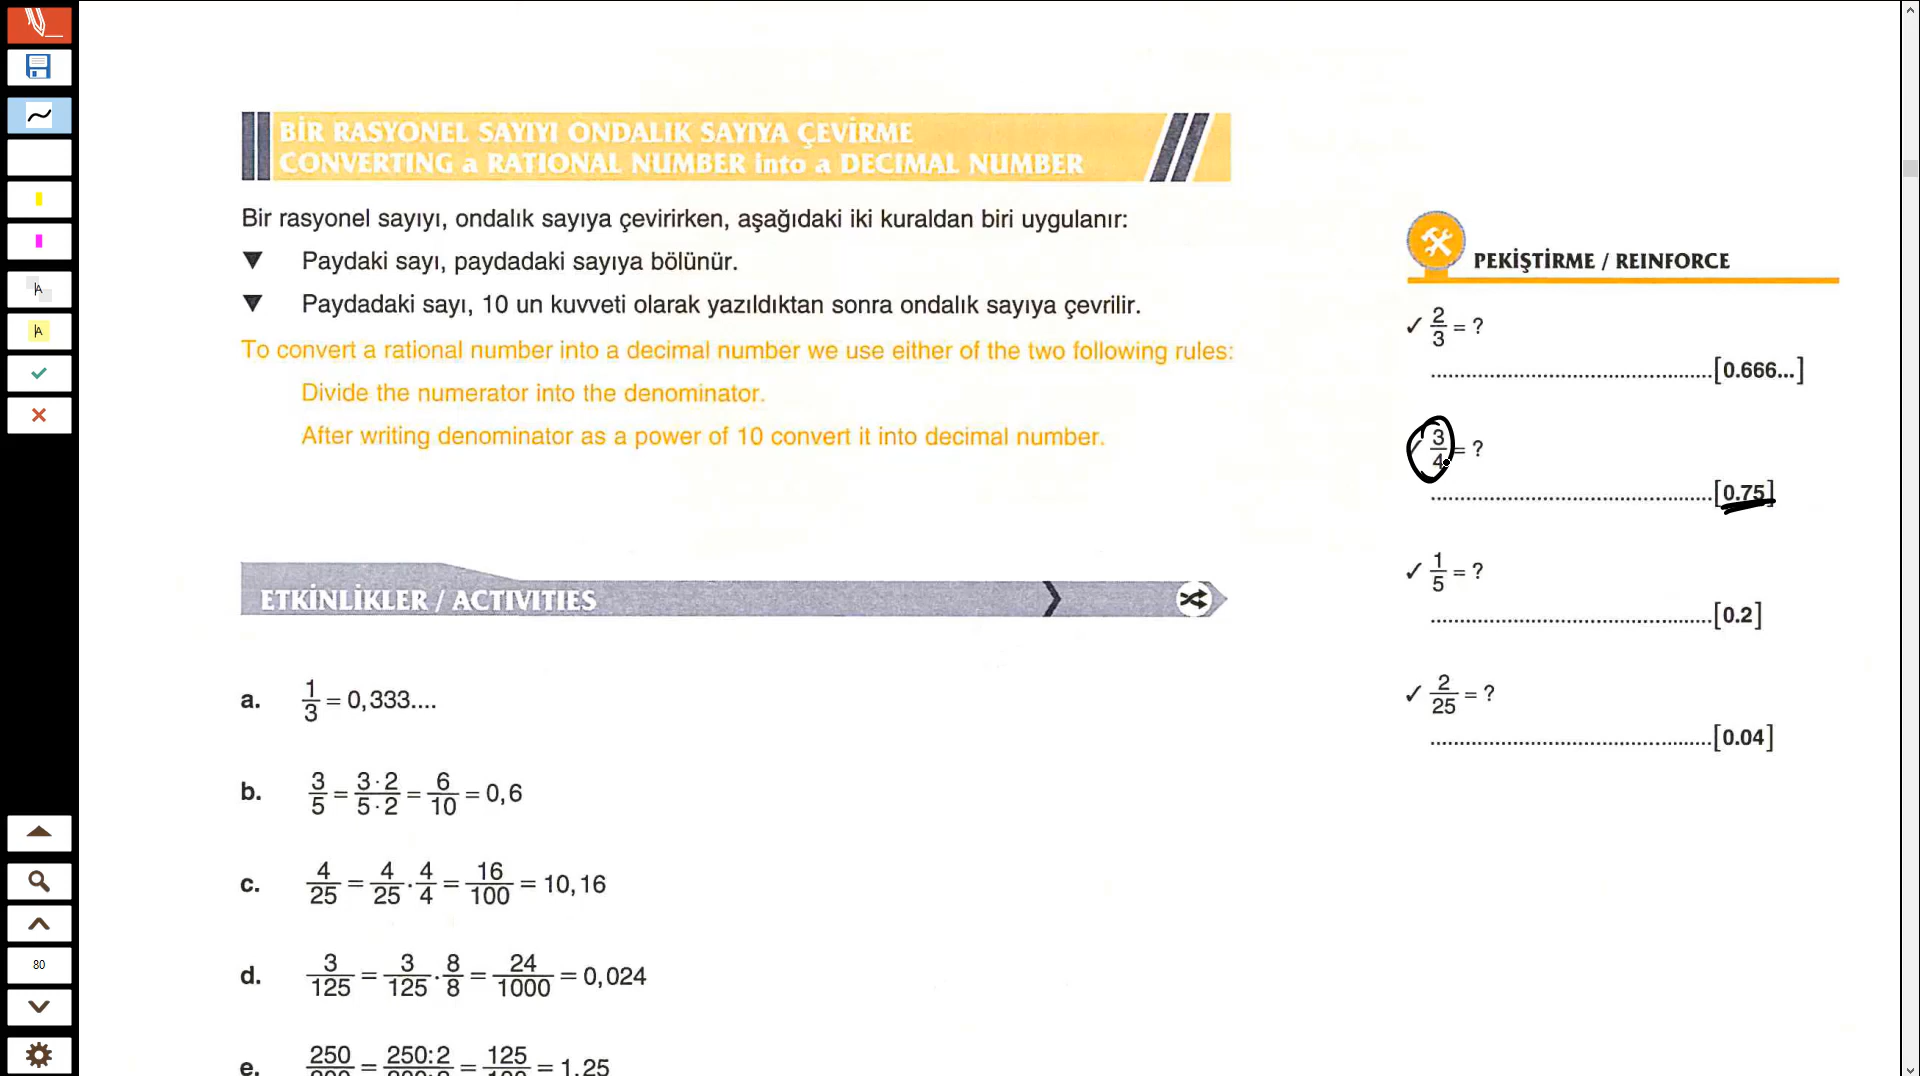 BİR RASYONEL SAYIYI ONDALIK SAYIYA ÇEVİRME
CONVERTING a RATIONAL NUMBER into a DECIMAL NUMBER
Bir rasyonel sayıyı, ondalık sayıya çevirirken, aşağıdaki iki kuraldan biri uygulanır:
▼ Paydaki sayı, paydadaki sayıya bölünür.
▼ Paydadaki sayı, 10 un kuvveti olarak yazıldıktan sonra ondalık sayıya çevrilir.
To convert a rational number into a decimal number we use either of the two following rules:
Divide the numerator into the denominator.
After writing denominator as a power of 10 convert it into decimal number.
ETKİNLİKLER / ACTIVITIES
a. 1/3 = 0,333....
b. 3/5 = 3·2/5·2 = 6/10 = 0,6
c. 4/25 = 4/25 · 4/4 = 16/100 = 10,16
d. 3/125 = 3/125 · 8/8 = 24/1000 = 0,024
e. 250 = 250:2 = 125 = 1,25
PEKİŞTİRME / REINFORCE
✓ 2/3 = ?
................................................[0.666...]
✓ 3/4 = ?
................................................[0.75]
✓ 1/5 = ?
................................................[0.2]
✓ 2/25 = ?
................................................[0.04]
A
A
80